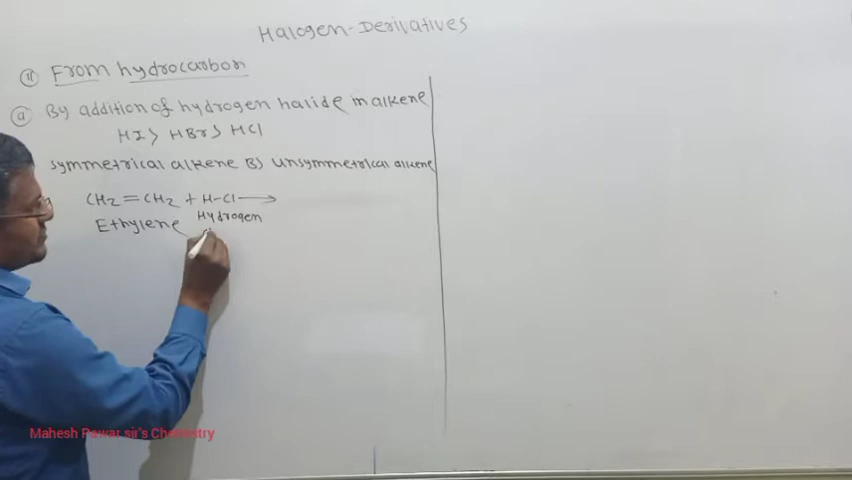 Halogen-Derivatives
① From hydrocarbon
ⓐ By addition of hydrogen halide in alkene
HI > HBr > HCl
symmetrical alkene B) unsymmetrical alkene
CH2=CH2 + H-Cl ⟶
Ethylene Hydrogen
Mahesh Pawar sir's Chemistry